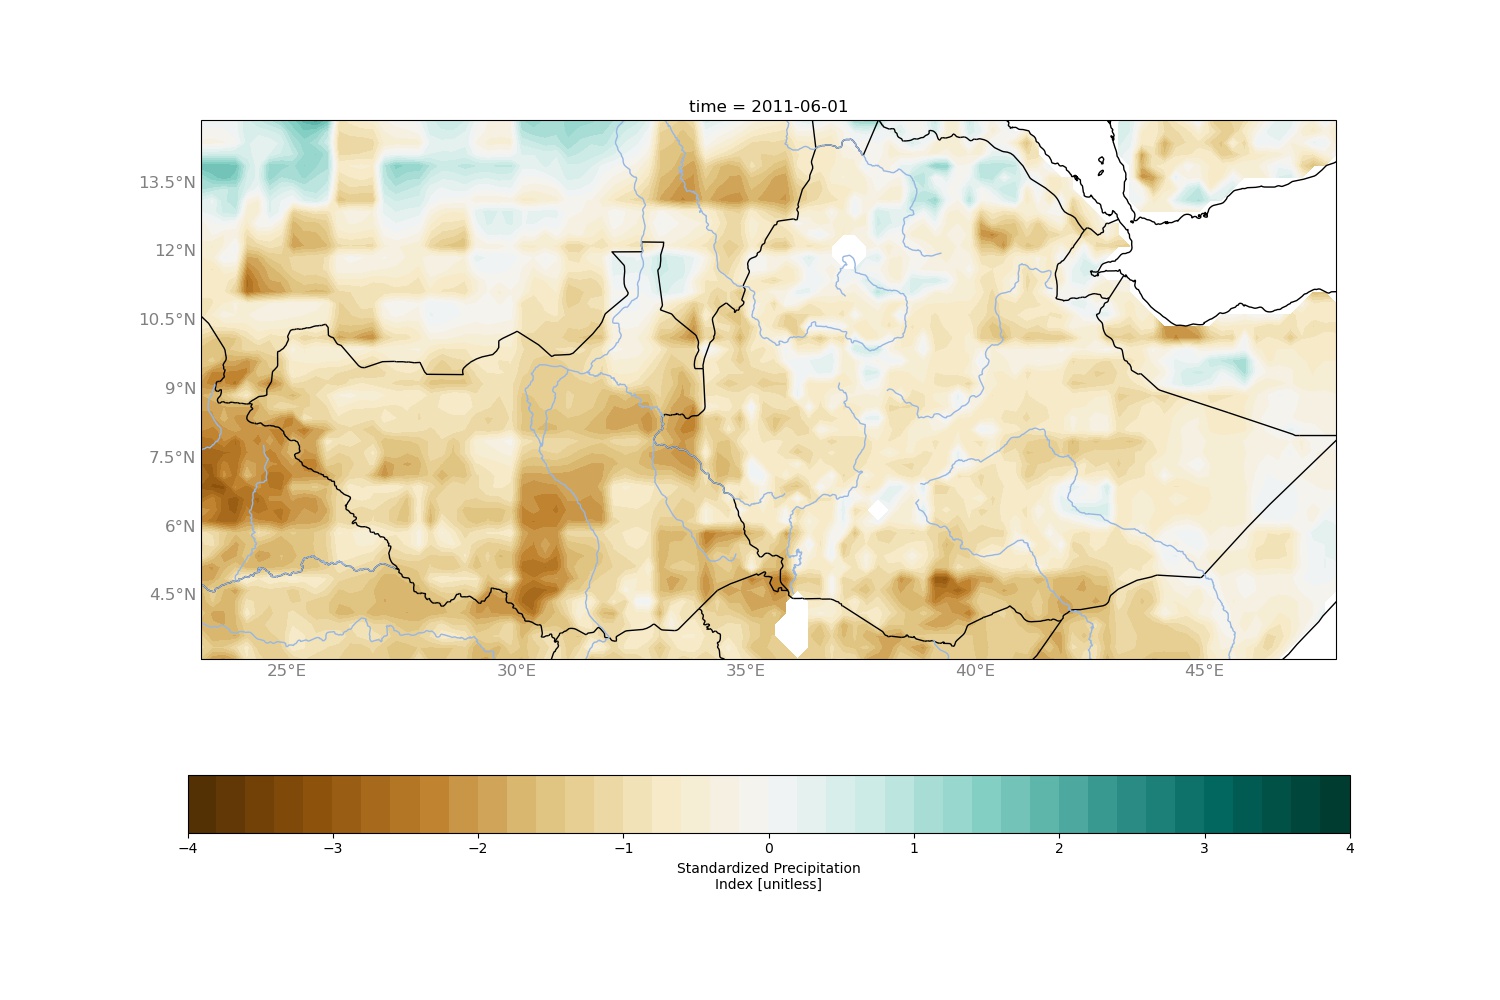 time = 2011-06-01
13.5°N
12°N
10.5°N
9°N
7.5°N
6°N
4.5°N
25°E 30°E 35°E 40°E 45°E
−4 −3 −2 −1 0 1 2 3 4
Standardized Precipitation
Index [unitless]